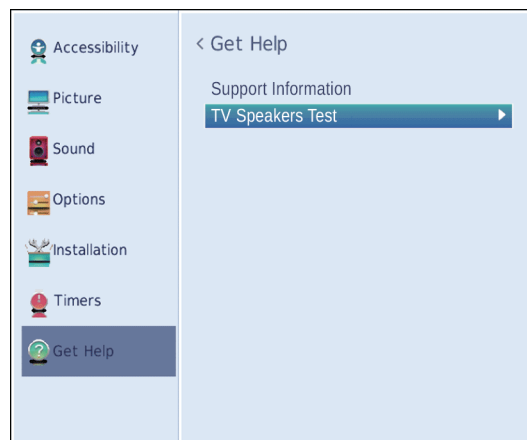 Accessibility
Picture
Sound
Options
Installation
Timers
Get Help
< Get Help
Support Information
TV Speakers Test